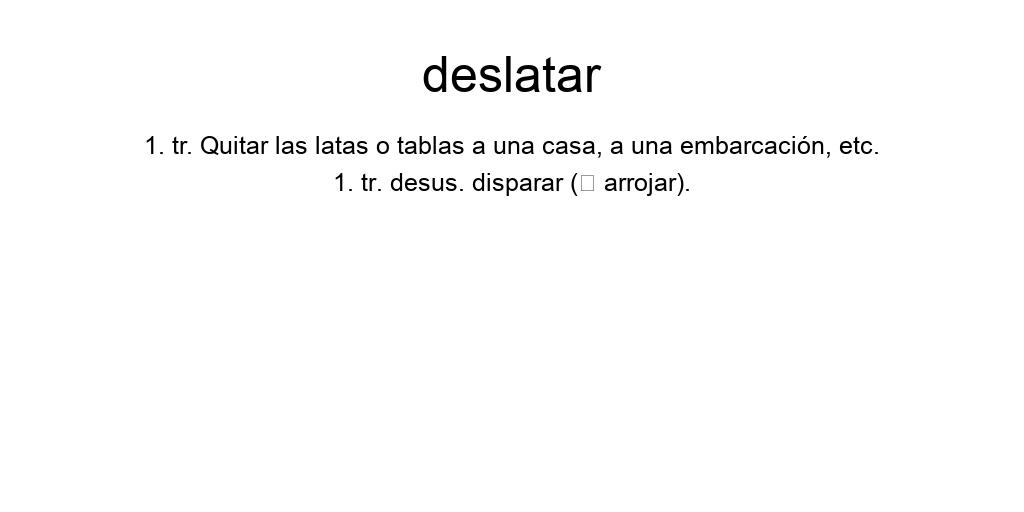 deslatar
1. tr. Quitar las latas o tablas a una casa, a una embarcación, etc.
1. tr. desus. disparar (▯ arrojar).